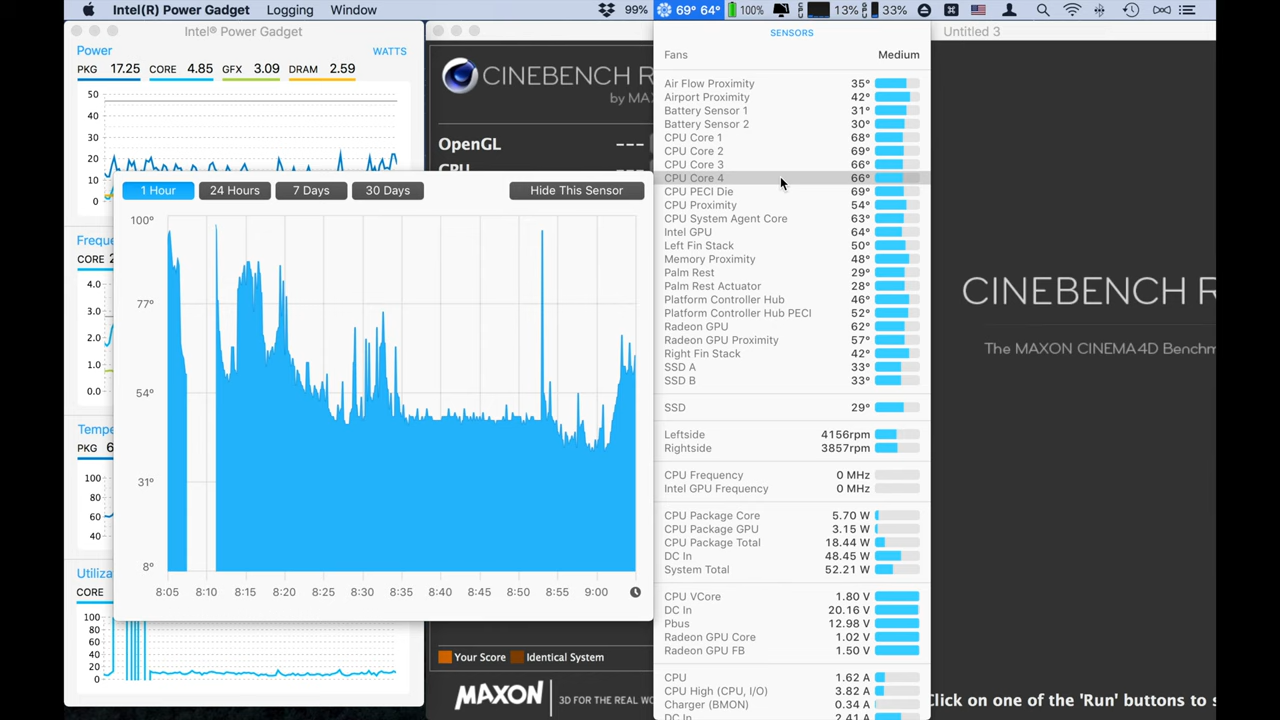 Intel(R) Power Gadget Logging Window 99% 69° 64° 100% 13% 33%
Intel® Power Gadget
Power WATTS
PKG 17.25 CORE 4.85 GFX 3.09 DRAM 2.59
50
40
30
20
10
0
Freque
CORE 2
4.0
3.0
2.0
1.0
0.0
Tempe
PKG 6
100
80
60
40
Utiliza
CORE
100
80
60
40
20
0
1 Hour 24 Hours 7 Days 30 Days Hide This Sensor
100°
77°
54°
31°
8°
8:05 8:10 8:15 8:20 8:25 8:30 8:35 8:40 8:45 8:50 8:55 9:00
CINEBENCH R
by MAX
OpenGL ---
CPU
Your Score Identical System
MAXON 3D FOR THE REAL WO
SENSORS
Fans Medium
Air Flow Proximity 35°
Airport Proximity 42°
Battery Sensor 1 31°
Battery Sensor 2 30°
CPU Core 1 68°
CPU Core 2 69°
CPU Core 3 66°
CPU Core 4 66°
CPU PECI Die 69°
CPU Proximity 54°
CPU System Agent Core 63°
Intel GPU 64°
Left Fin Stack 50°
Memory Proximity 48°
Palm Rest 29°
Palm Rest Actuator 28°
Platform Controller Hub 46°
Platform Controller Hub PECI 52°
Radeon GPU 62°
Radeon GPU Proximity 57°
Right Fin Stack 42°
SSD A 33°
SSD B 33°
SSD 29°
Leftside 4156rpm
Rightside 3857rpm
CPU Frequency 0 MHz
Intel GPU Frequency 0 MHz
CPU Package Core 5.70 W
CPU Package GPU 3.15 W
CPU Package Total 18.44 W
DC In 48.45 W
System Total 52.21 W
CPU VCore 1.80 V
DC In 20.16 V
Pbus 12.98 V
Radeon GPU Core 1.02 V
Radeon GPU FB 1.50 V
CPU 1.62 A
CPU High (CPU, I/O) 3.82 A
Charger (BMON) 0.34 A
DC In 2.41 A
Untitled 3
CINEBENCH R
The MAXON CINEMA4D Benchm
Click on one of the 'Run' buttons to s